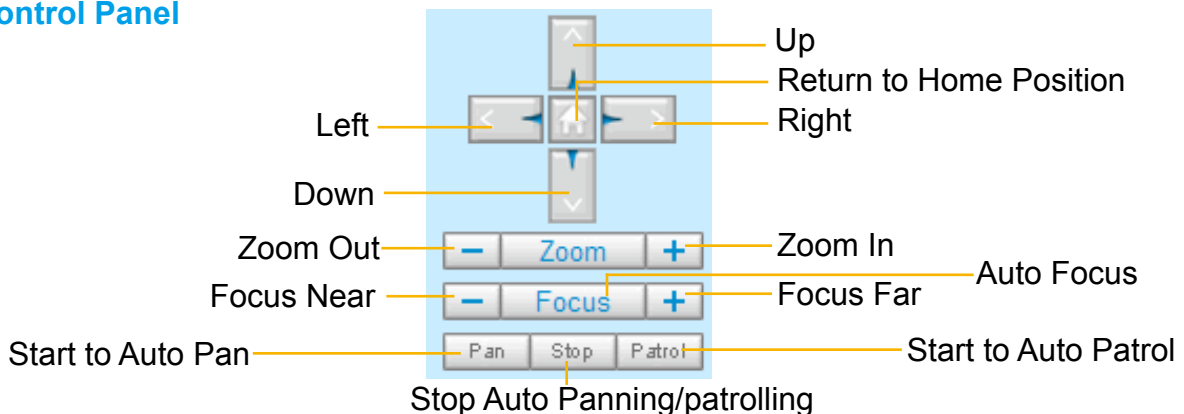 ontrol Panel
Up
Return to Home Position
Left
Right
Down
Zoom Out
Zoom
Zoom In
Auto Focus
Focus Near
Focus
Focus Far
Start to Auto Pan
Pan
Stop
Patrol
Start to Auto Patrol
Stop Auto Panning/patrolling